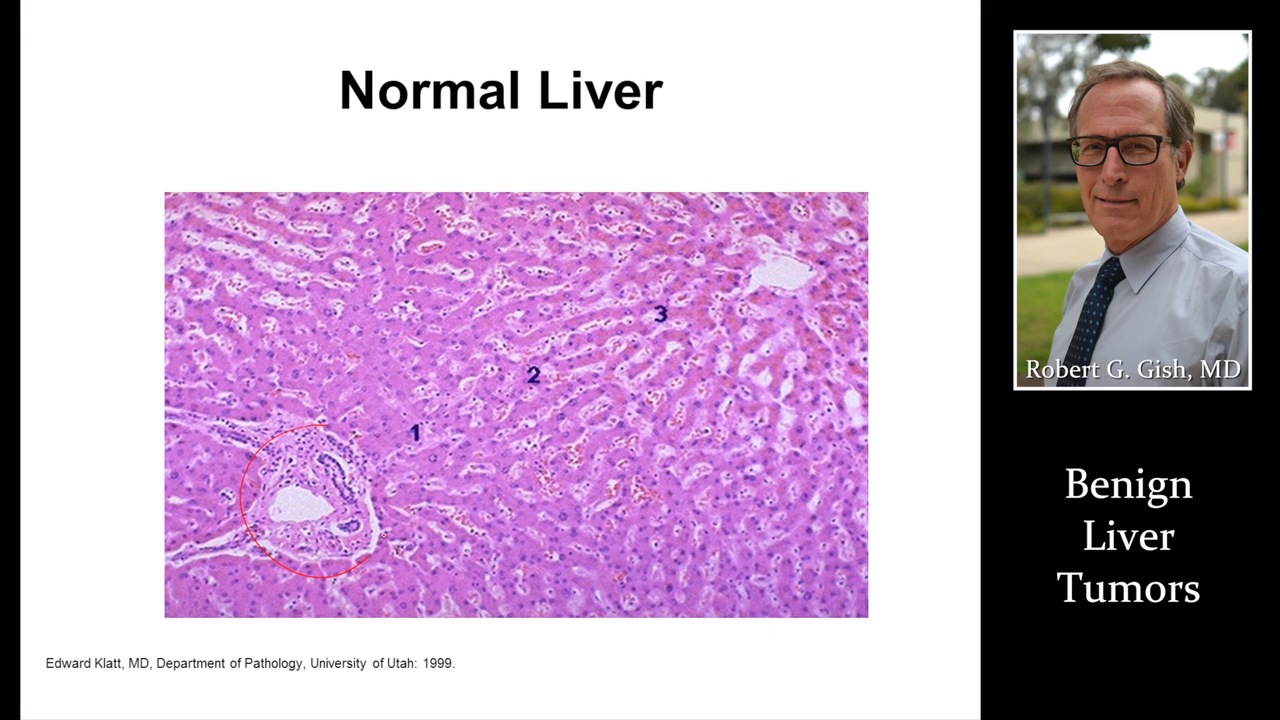 Normal Liver
3
2
1
Edward Klatt, MD, Department of Pathology, University of Utah: 1999.
Robert G. Gish, MD
Benign
Liver
Tumors